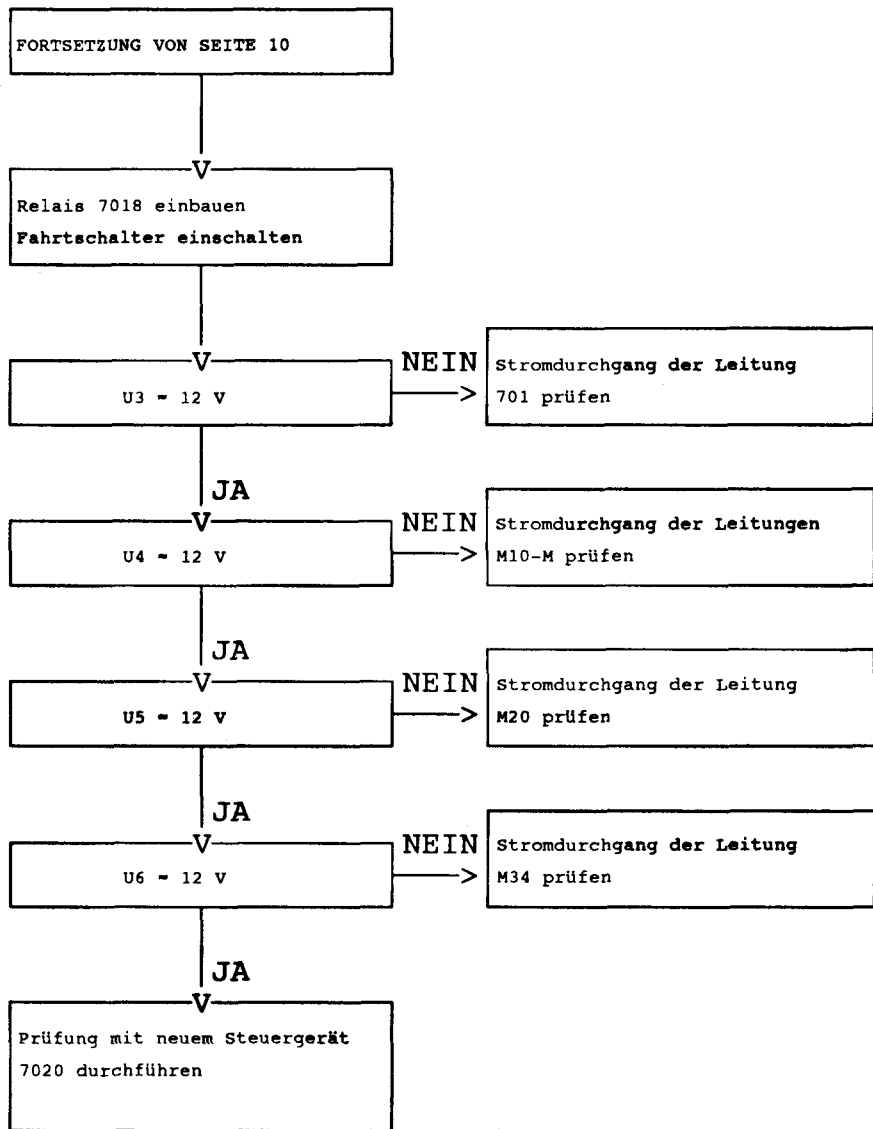 FORTSETZUNG VON SEITE 10
V
Relais 7018 einbauen
Fahrtschalter einschalten
V
U3 ≈ 12 V
NEIN
>
Stromdurchgang der Leitung
701 prüfen
JA
V
U4 ≈ 12 V
NEIN
>
Stromdurchgang der Leitungen
M10-M prüfen
JA
V
U5 ≈ 12 V
NEIN
>
Stromdurchgang der Leitung
M20 prüfen
JA
V
U6 ≈ 12 V
NEIN
>
Stromdurchgang der Leitung
M34 prüfen
JA
V
Prüfung mit neuem Steuergerät
7020 durchführen